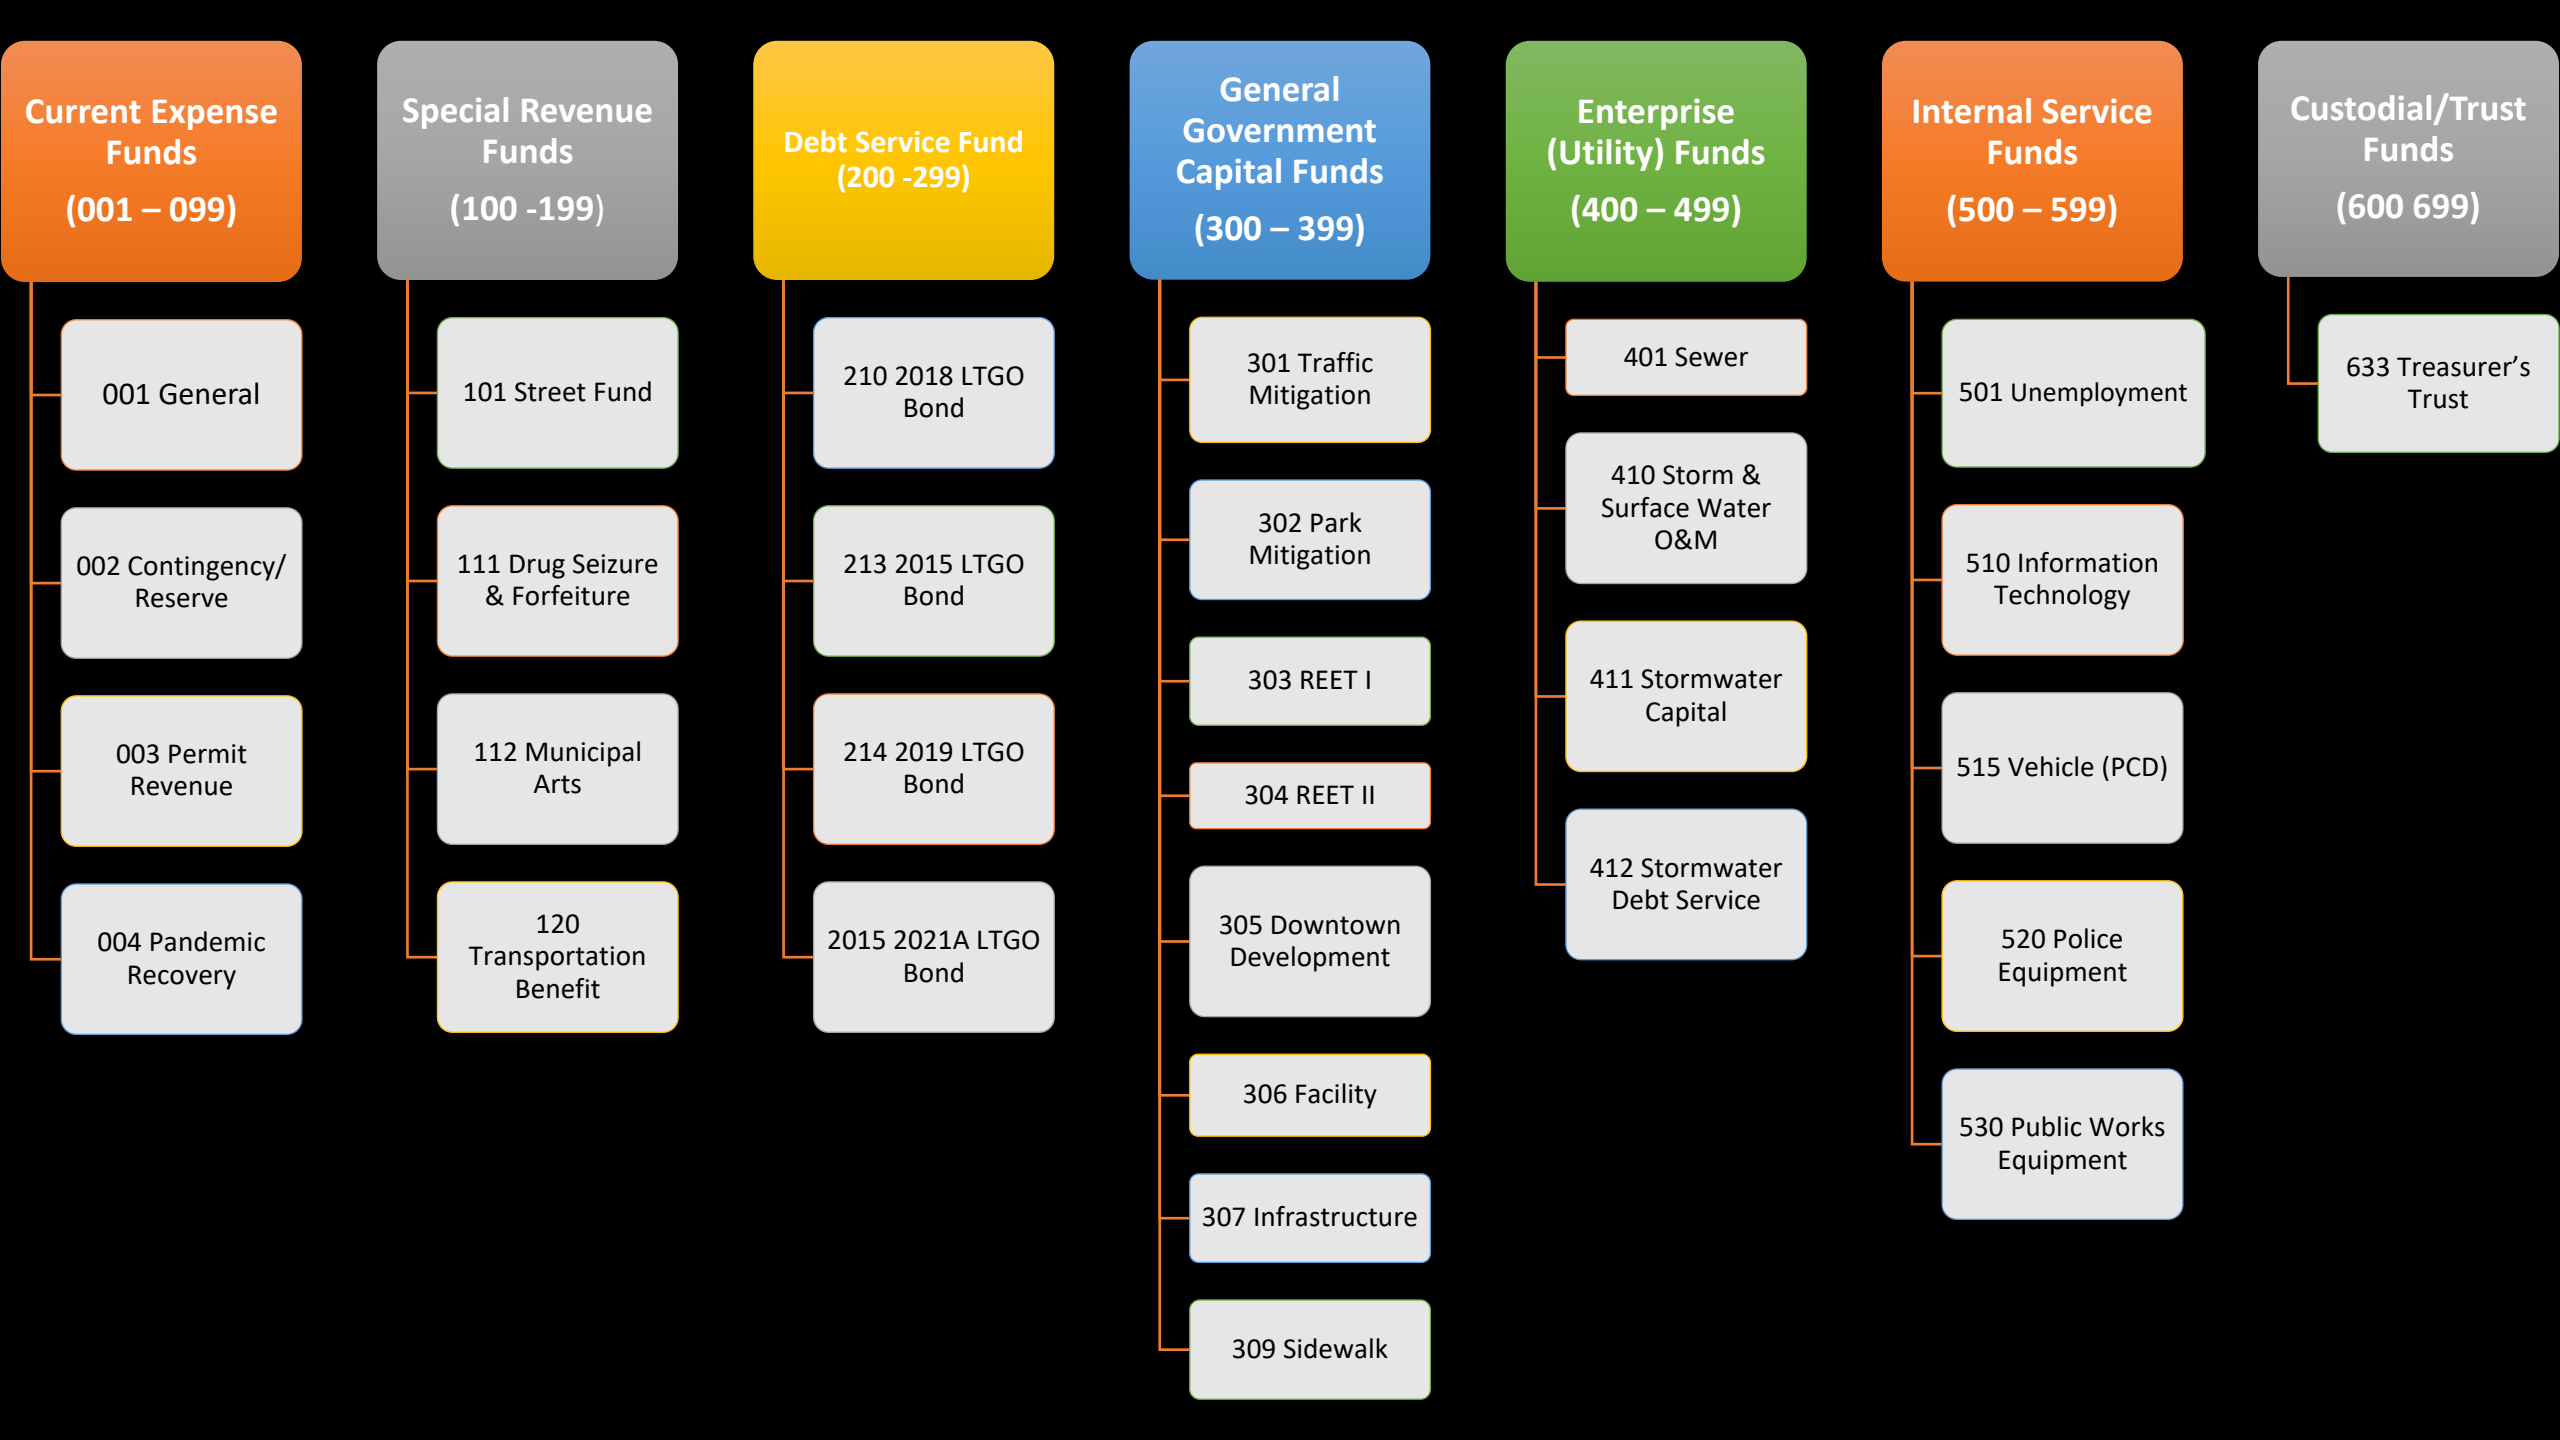 Current Expense
Funds
(001 – 099)
001 General
002 Contingency/
Reserve
003 Permit
Revenue
004 Pandemic
Recovery
Special Revenue
Funds
(100 -199)
101 Street Fund
111 Drug Seizure
& Forfeiture
112 Municipal
Arts
120
Transportation
Benefit
Debt Service Fund
(200 -299)
210 2018 LTGO
Bond
213 2015 LTGO
Bond
214 2019 LTGO
Bond
2015 2021A LTGO
Bond
General
Government
Capital Funds
(300 – 399)
301 Traffic
Mitigation
302 Park
Mitigation
303 REET I
304 REET II
305 Downtown
Development
306 Facility
307 Infrastructure
309 Sidewalk
Enterprise
(Utility) Funds
(400 – 499)
401 Sewer
410 Storm &
Surface Water
O&M
411 Stormwater
Capital
412 Stormwater
Debt Service
Internal Service
Funds
(500 – 599)
501 Unemployment
510 Information
Technology
515 Vehicle (PCD)
520 Police
Equipment
530 Public Works
Equipment
Custodial/Trust
Funds
(600 699)
633 Treasurer’s
Trust